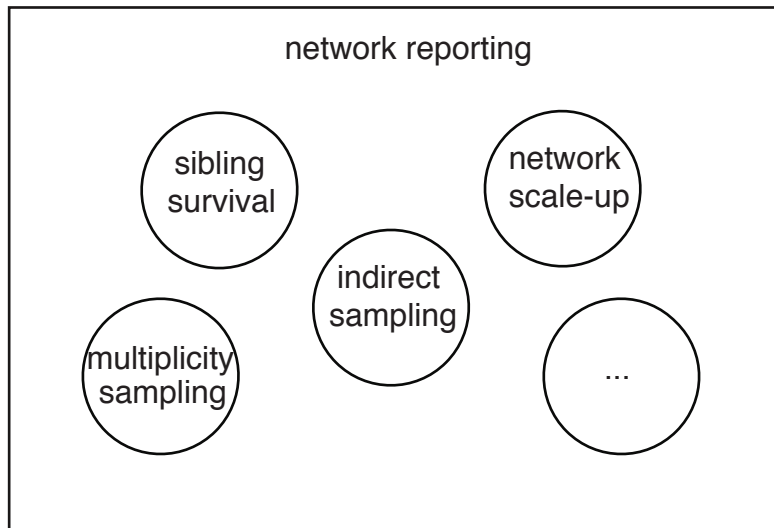 network reporting
sibling
survival
network
scale-up
indirect
sampling
multiplicity
sampling
...